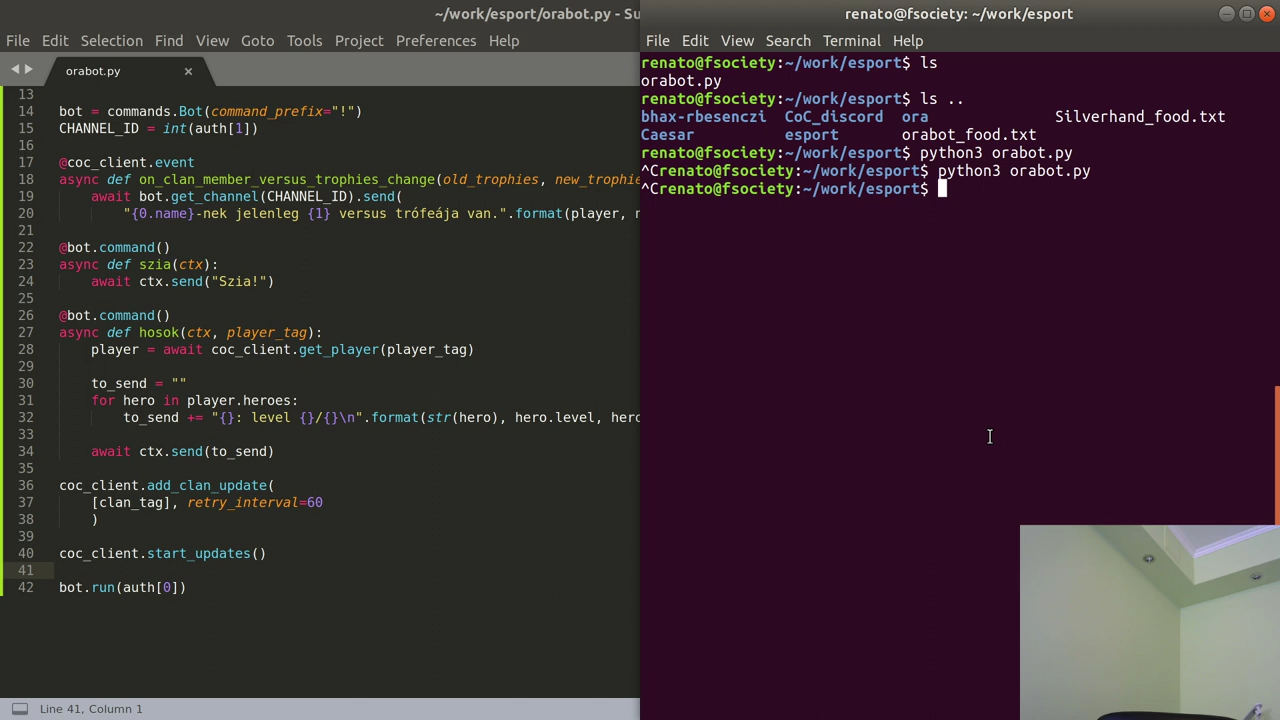 ~/work/esport/orabot.py - Su
File Edit Selection Find View Goto Tools Project Preferences Help
orabot.py ×
13
14 bot = commands.Bot(command_prefix="!")
15 CHANNEL_ID = int(auth[1])
16
17 @coc_client.event
18 async def on_clan_member_versus_trophies_change(old_trophies, new_trophie
19 await bot.get_channel(CHANNEL_ID).send(
20 "{0.name}-nek jelenleg {1} versus trófeája van.".format(player, n
21
22 @bot.command()
23 async def szia(ctx):
24 await ctx.send("Szia!")
25
26 @bot.command()
27 async def hosok(ctx, player_tag):
28 player = await coc_client.get_player(player_tag)
29
30 to_send = ""
31 for hero in player.heroes:
32 to_send += "{}: level {}/{}\n".format(str(hero), hero.level, hero
33
34 await ctx.send(to_send)
35
36 coc_client.add_clan_update(
37 [clan_tag], retry_interval=60
38 )
39
40 coc_client.start_updates()
41
42 bot.run(auth[0])
Line 41, Column 1
renato@fsociety: ~/work/esport
File Edit View Search Terminal Help
renato@fsociety:~/work/esport$ ls
orabot.py
renato@fsociety:~/work/esport$ ls ..
bhax-rbesenczi CoC_discord ora Silverhand_food.txt
Caesar esport orabot_food.txt
renato@fsociety:~/work/esport$ python3 orabot.py
^Crenato@fsociety:~/work/esport$ python3 orabot.py
^Crenato@fsociety:~/work/esport$